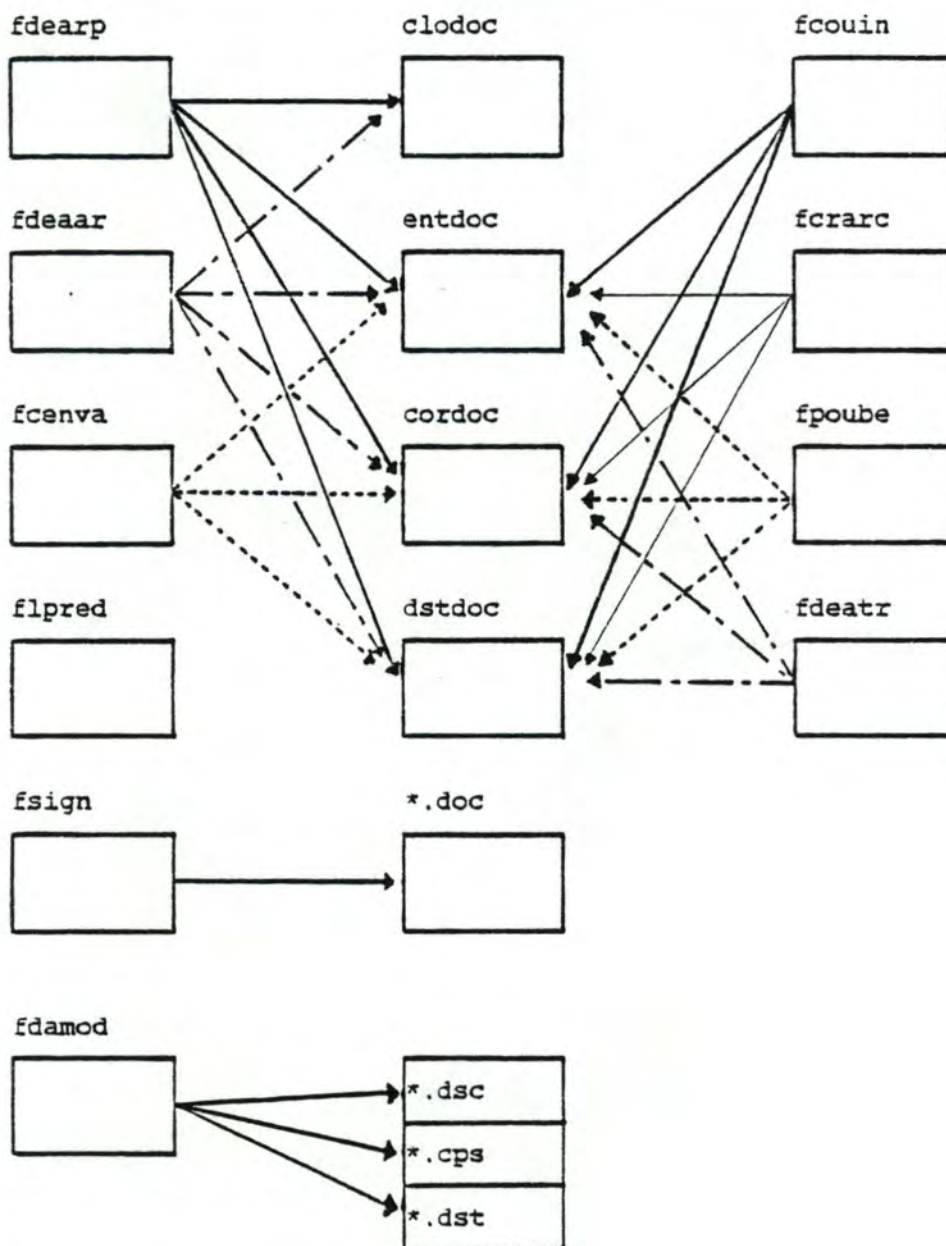 fdearp clodoc fcouin
fdeaar entdoc fcrarc
fcenva cordoc fpoube
flpred dstdoc fdeatr
fsign *.doc
fdamod
*.dsc
*.cps
*.dst